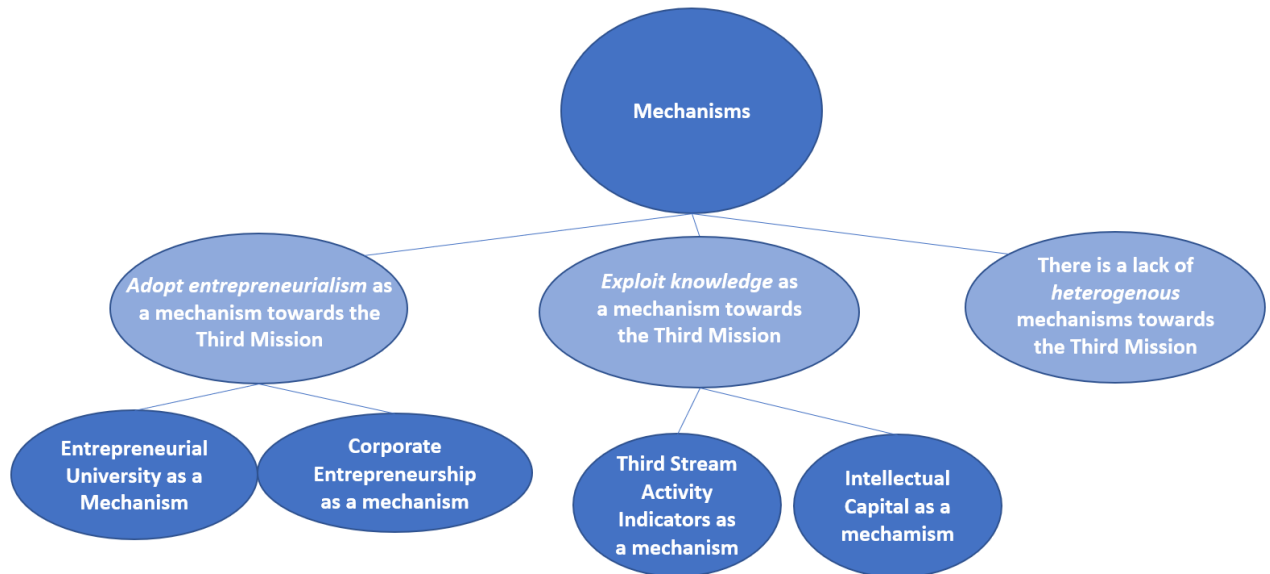 Mechanisms
Adopt entrepreneurialism as
a mechanism towards the
Third Mission
Exploit knowledge as
a mechanism towards
the Third Mission
There is a lack of
heterogenous
mechanisms towards
the Third Mission
Entrepreneurial
University as a
Mechanism
Corporate
Entrepreneurship
as a mechanism
Third Stream
Activity
Indicators as
a mechanism
Intellectual
Capital as a
mechamism